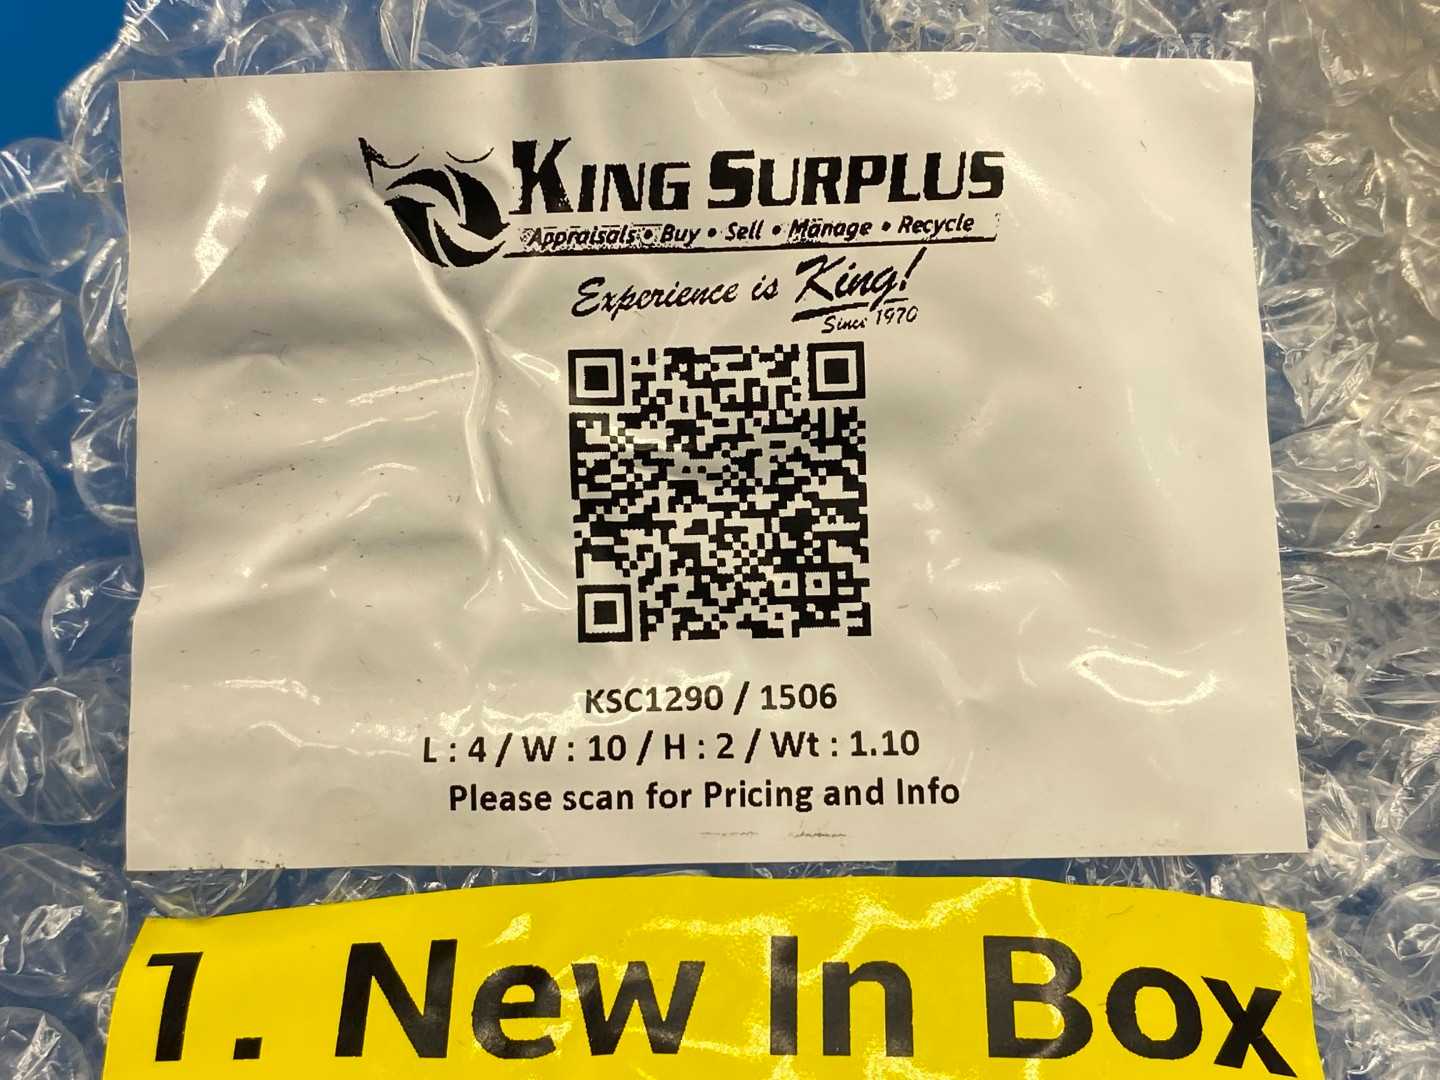 KING SURPLUS
Appraisals • Buy • Sell • Manage • Recycle
Experience is King!
Since 1970
KSC1290 / 1506
L : 4 / W : 10 / H : 2 / Wt : 1.10
Please scan for Pricing and Info
1. New In Box